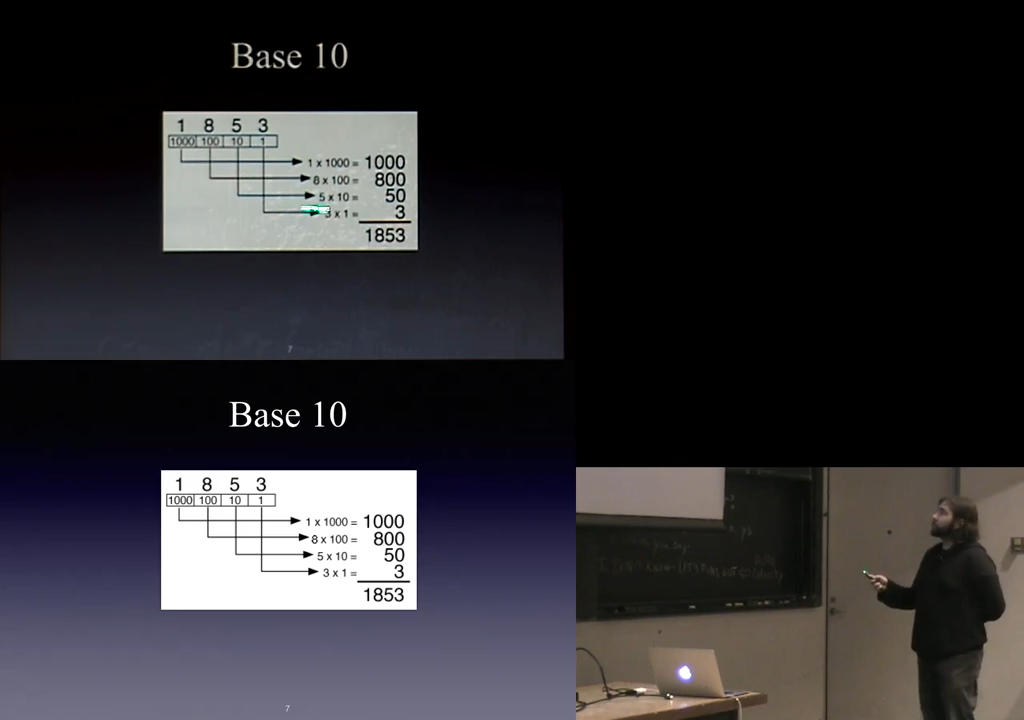 Base 10
1 8 5 3
1000 100 10 1
1 x 1000 = 1000
8 x 100 = 800
5 x 10 = 50
3 x 1 = 3
1853
7
Base 10
1 8 5 3
1000 100 10 1
1 x 1000 = 1000
8 x 100 = 800
5 x 10 = 50
3 x 1 = 3
1853
7